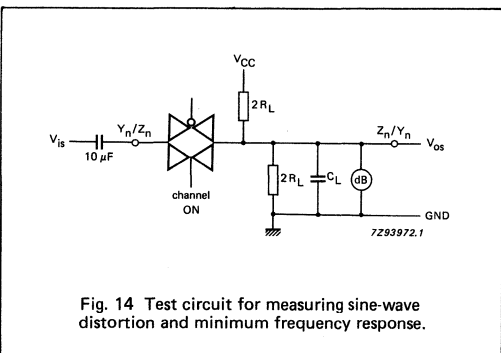 VCC
2RL
Vis
Yn/Zn
10 µF
channel
ON
Zn/Yn
Vos
2RL
CL
dB
GND
7Z93972.1
Fig. 14 Test circuit for measuring sine-wave
distortion and minimum frequency response.